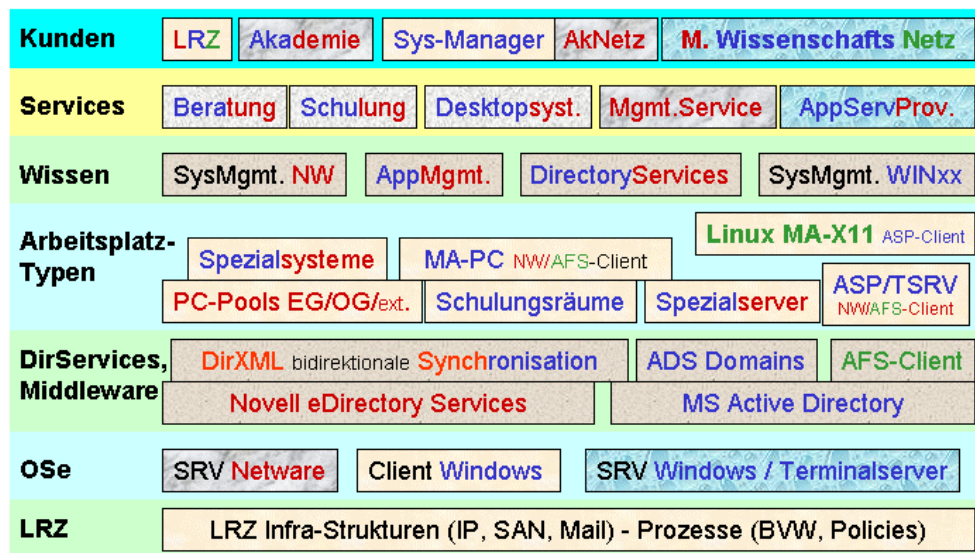 Kunden LRZ Akademie Sys-Manager AkNetz M. Wissenschafts Netz
Services Beratung Schulung Desktopsyst. Mgmt.Service AppServProv.
Wissen SysMgmt. NW AppMgmt. DirectoryServices SysMgmt. WINxx
Arbeitsplatz-
Typen
Linux MA-X11 ASP-Client
Spezialsysteme MA-PC NW/AFS-Client
ASP/TSRV
NW/AFS-Client
PC-Pools EG/OG/ext. Schulungsräume Spezialserver
DirServices,
Middleware
DirXML bidirektionale Synchronisation ADS Domains AFS-Client
Novell eDirectory Services MS Active Directory
OSe SRV Netware Client Windows SRV Windows / Terminalserver
LRZ LRZ Infra-Strukturen (IP, SAN, Mail) - Prozesse (BVW, Policies)